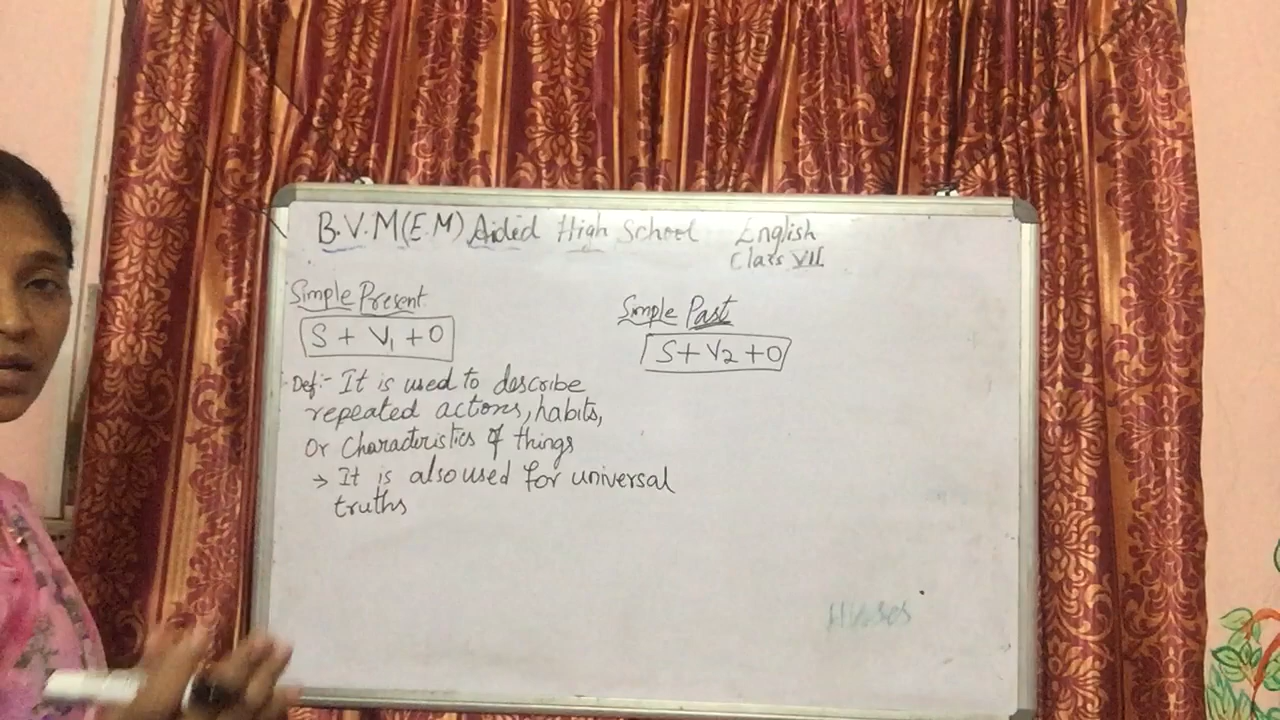 B.V.M(E.M) Aided High School English
Class VII
Simple Present
S + V1 + O
Def:- It is used to describe
repeated actions, habits,
Or Characteristics of things
→ It is also used for universal
truths
Simple Past
S + V2 + O